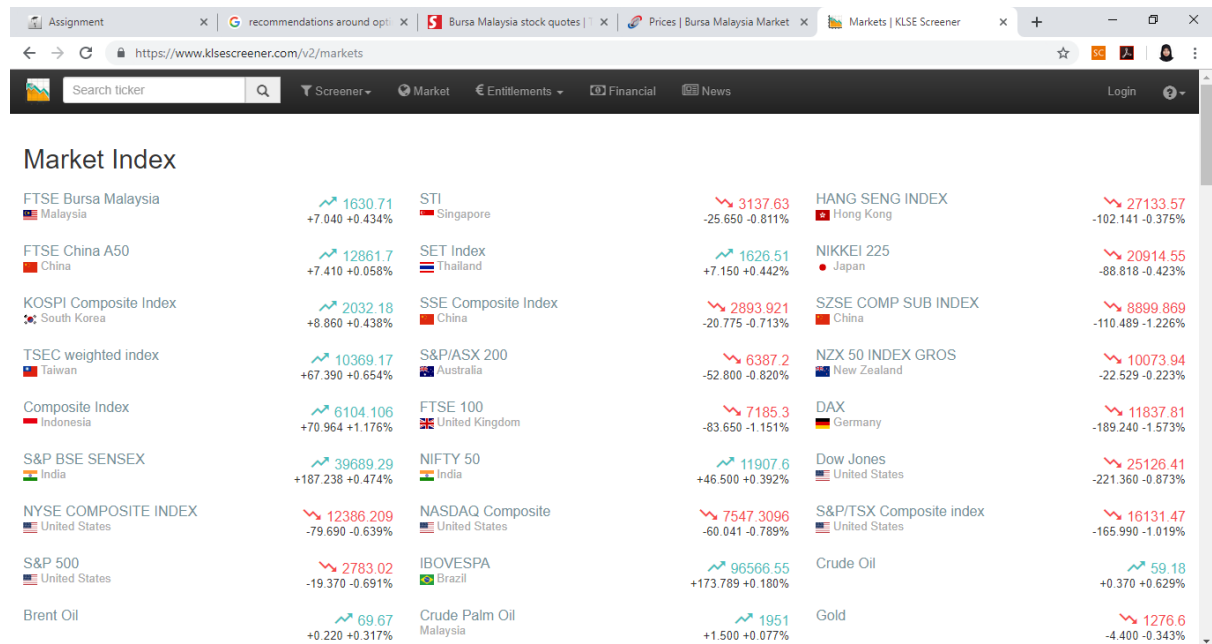 Assignment
recommendations around opti
Bursa Malaysia stock quotes | T
Prices | Bursa Malaysia Market
Markets | KLSE Screener
https://www.klsescreener.com/v2/markets
Search ticker
Screener
Market
€ Entitlements
Financial
News
Login
Market Index
FTSE Bursa Malaysia
1630.71
Malaysia
+7.040 +0.434%
STI
3137.63
Singapore
-25.650 -0.811%
HANG SENG INDEX
27133.57
Hong Kong
-102.141 -0.375%
FTSE China A50
12861.7
China
+7.410 +0.058%
SET Index
1626.51
Thailand
+7.150 +0.442%
NIKKEI 225
20914.55
Japan
-88.818 -0.423%
KOSPI Composite Index
2032.18
South Korea
+8.860 +0.438%
SSE Composite Index
2893.921
China
-20.775 -0.713%
SZSE COMP SUB INDEX
8899.869
China
-110.489 -1.226%
TSEC weighted index
10369.17
Taiwan
+67.390 +0.654%
S&P/ASX 200
6387.2
Australia
-52.800 -0.820%
NZX 50 INDEX GROS
10073.94
New Zealand
-22.529 -0.223%
Composite Index
6104.106
Indonesia
+70.964 +1.176%
FTSE 100
7185.3
United Kingdom
-83.650 -1.151%
DAX
11837.81
Germany
-189.240 -1.573%
S&P BSE SENSEX
39689.29
India
+187.238 +0.474%
NIFTY 50
11907.6
India
+46.500 +0.392%
Dow Jones
25126.41
United States
-221.360 -0.873%
NYSE COMPOSITE INDEX
12386.209
United States
-79.690 -0.639%
NASDAQ Composite
7547.3096
United States
-60.041 -0.789%
S&P/TSX Composite index
16131.47
United States
-165.990 -1.019%
S&P 500
2783.02
United States
-19.370 -0.691%
IBOVESPA
96566.55
Brazil
+173.789 +0.180%
Crude Oil
59.18
+0.370 +0.629%
Brent Oil
69.67
+0.220 +0.317%
Crude Palm Oil
1951
Malaysia
+1.500 +0.077%
Gold
1276.6
-4.400 -0.343%